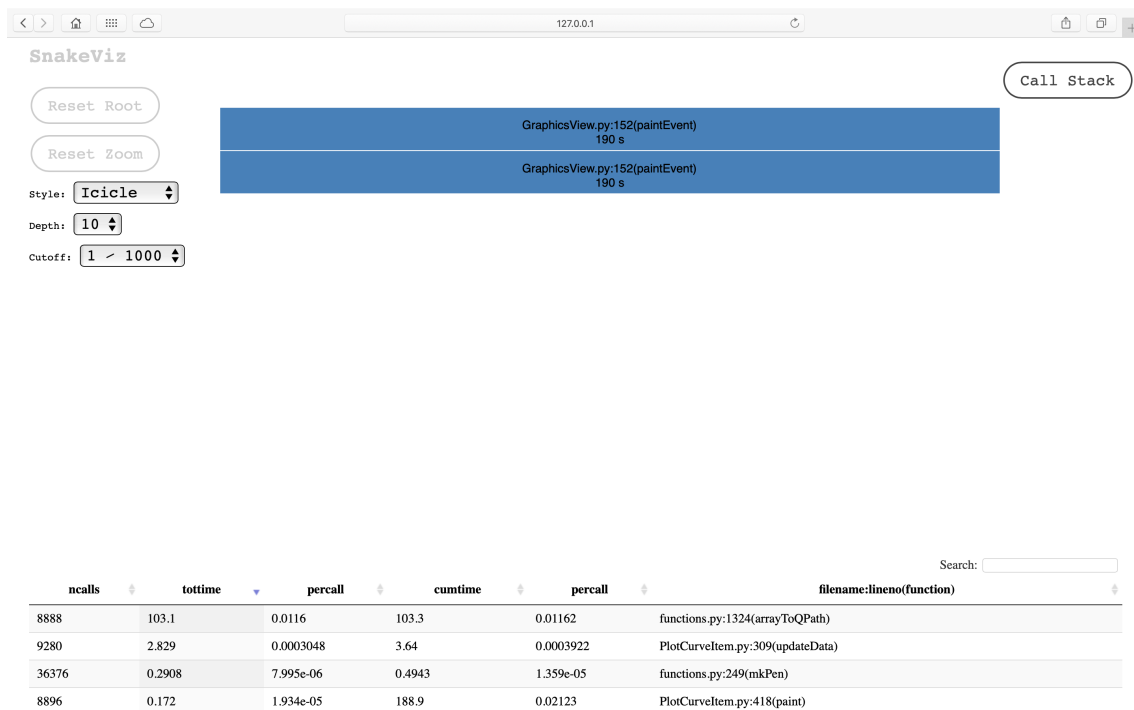 127.0.0.1
SnakeViz
Call Stack
Reset Root
Reset Zoom
Style: Icicle
Depth: 10
Cutoff: 1 / 1000
GraphicsView.py:152(paintEvent)
190 s
GraphicsView.py:152(paintEvent)
190 s
Search:
ncalls tottime percall cumtime percall filename:lineno(function)
8888 103.1 0.0116 103.3 0.01162 functions.py:1324(arrayToQPath)
9280 2.829 0.0003048 3.64 0.0003922 PlotCurveItem.py:309(updateData)
36376 0.2908 7.995e-06 0.4943 1.359e-05 functions.py:249(mkPen)
8896 0.172 1.934e-05 188.9 0.02123 PlotCurveItem.py:418(paint)